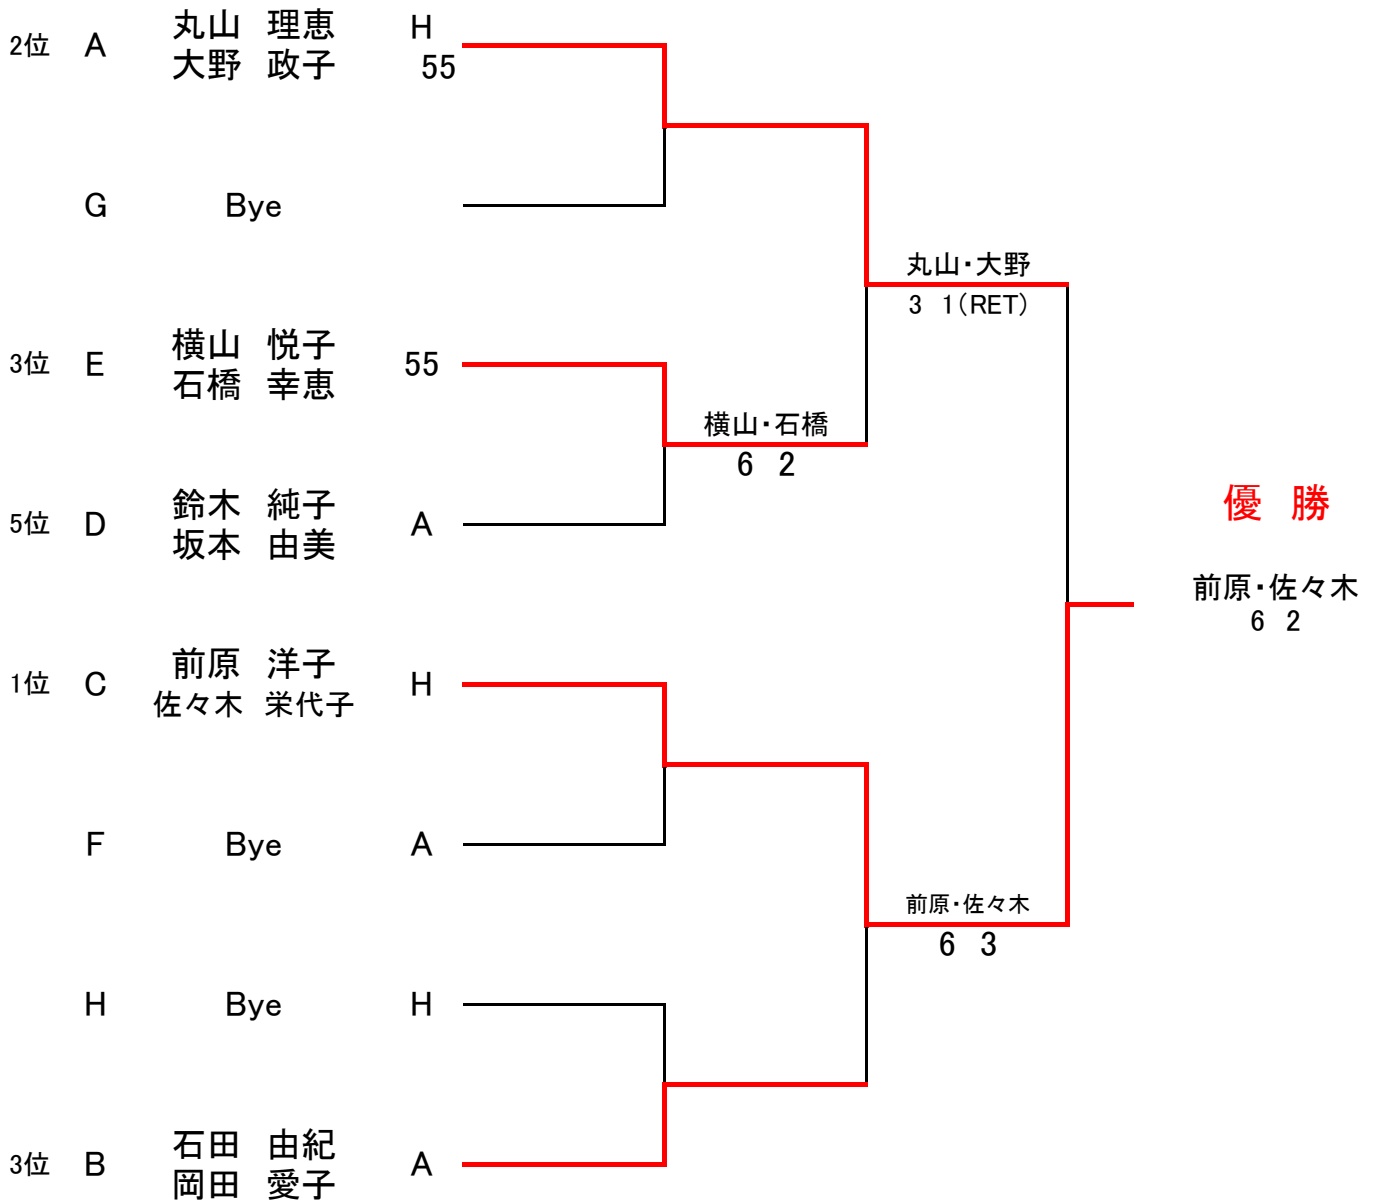 2位 A 丸山 理恵 H
大野 政子 55
G Bye
丸山・大野
3 1(RET)
3位 E 横山 悦子 55
石橋 幸恵
横山・石橋
6 2
5位 D 鈴木 純子 A
坂本 由美
優 勝
前原・佐々木
6 2
1位 C 前原 洋子 H
佐々木 栄代子
F Bye A
前原・佐々木
6 3
H Bye H
3位 B 石田 由紀 A
岡田 愛子